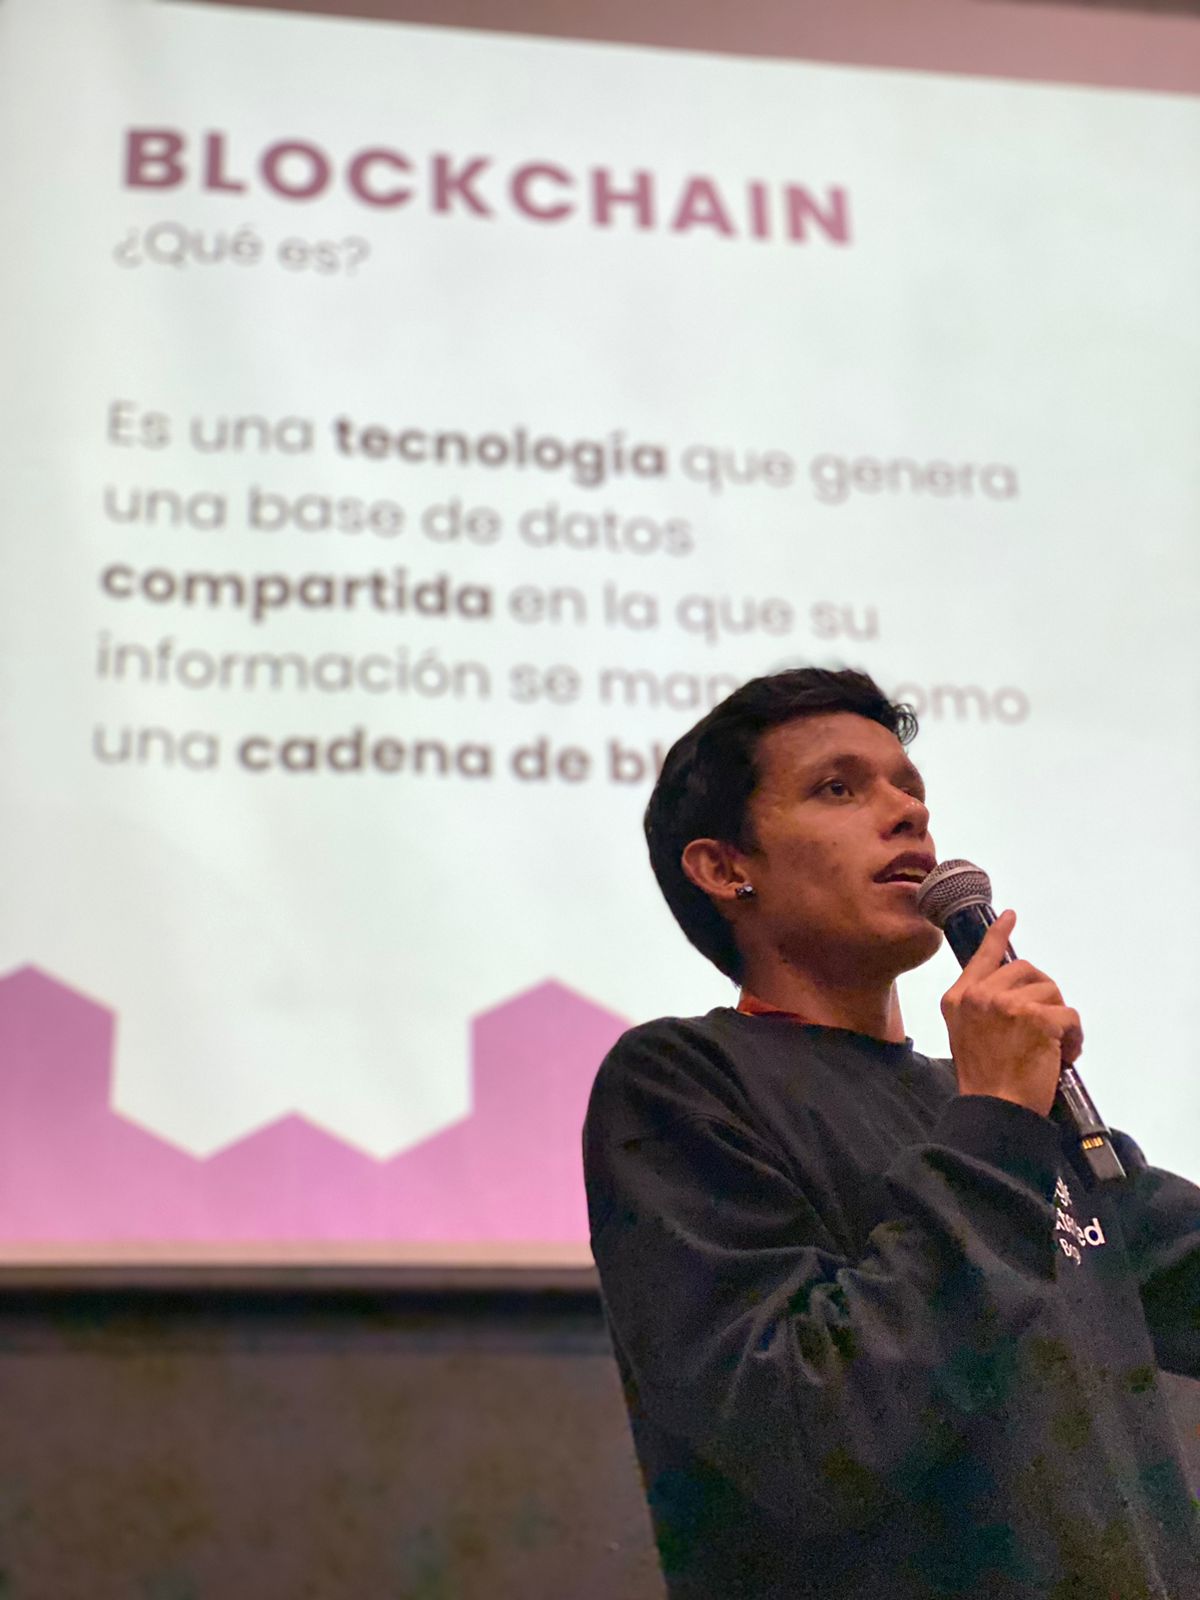 BLOCKCHAIN
¿Qué es?
Es una tecnología que genera
una base de datos
compartida en la que su
información se
una cadena de